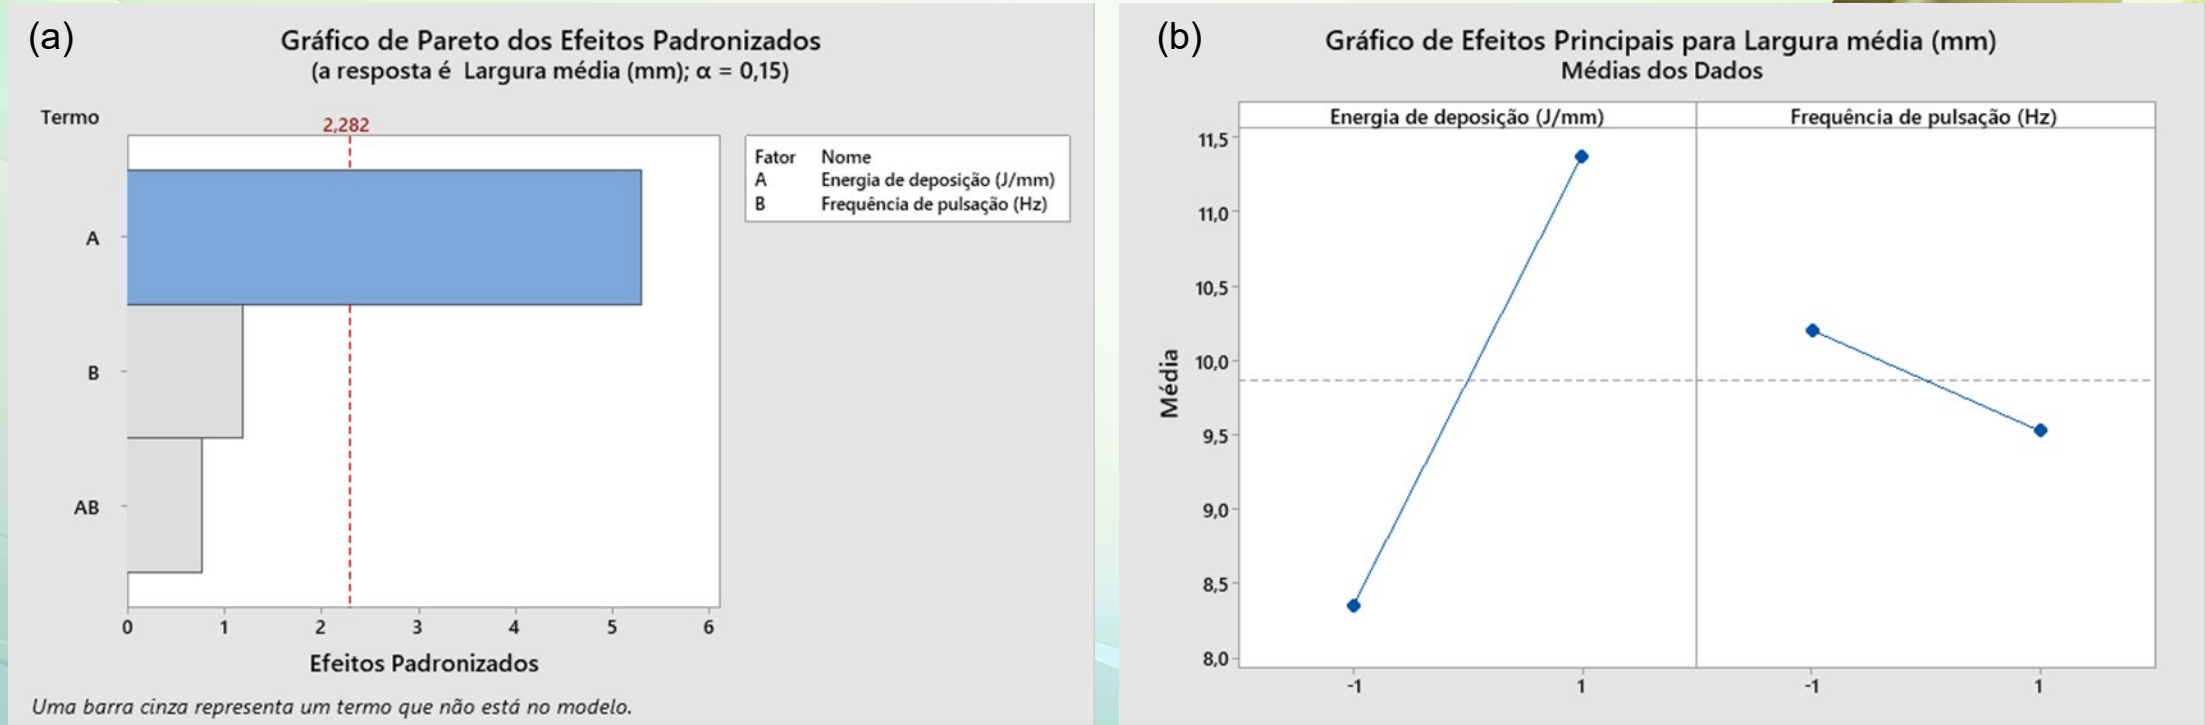 (a)
Gráfico de Pareto dos Efeitos Padronizados
(a resposta é Largura média (mm); α = 0,15)
Termo
2,282
A
B
AB
0 1 2 3 4 5 6
Efeitos Padronizados
Uma barra cinza representa um termo que não está no modelo.
Fator Nome
A Energia de deposição (J/mm)
B Frequência de pulsação (Hz)
(b)
Gráfico de Efeitos Principais para Largura média (mm)
Médias dos Dados
Energia de deposição (J/mm) Frequência de pulsação (Hz)
Média
11,5
11,0
10,5
10,0
9,5
9,0
8,5
8,0
-1 1 -1 1